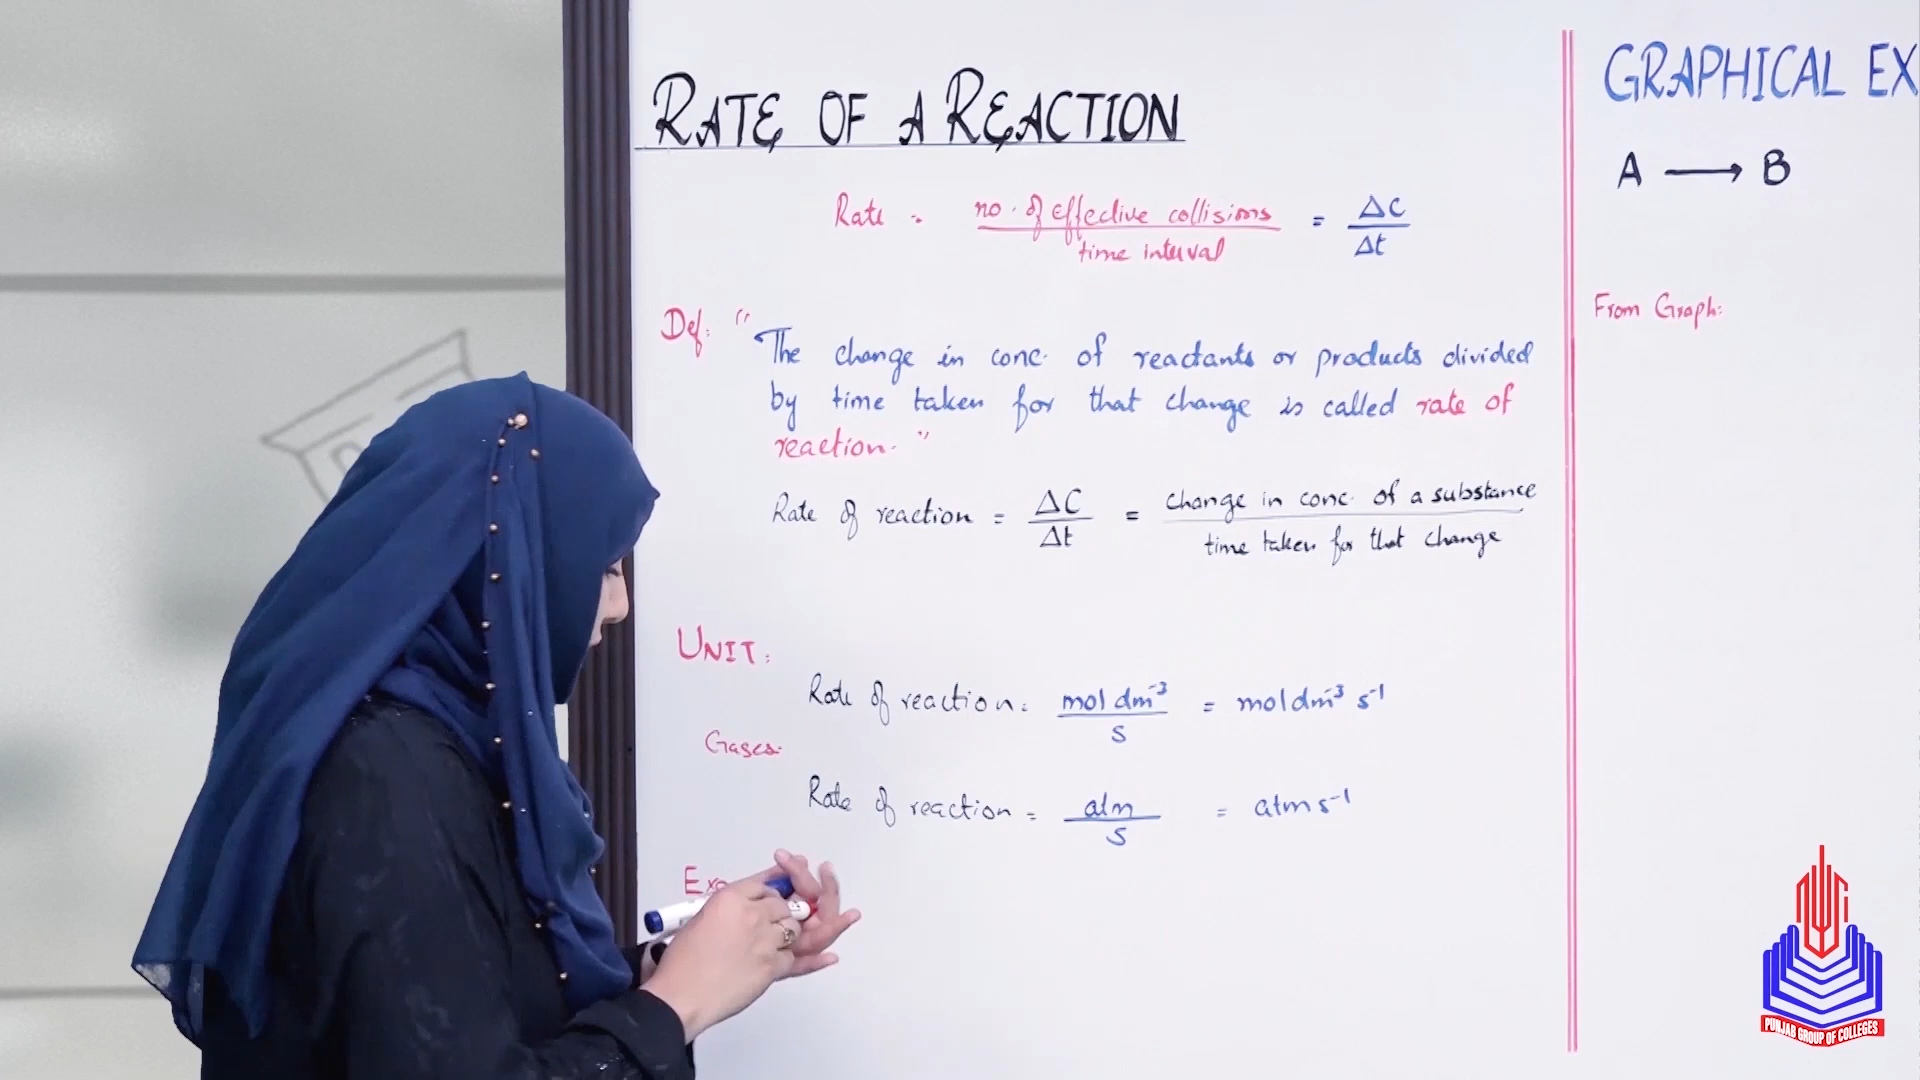 RATE OF A REACTION
Rate = no. of effective collisions / time interval = ΔC / Δt
Def: "The change in conc. of reactants or products divided
by time taken for that change is called rate of
reaction."
Rate of reaction = ΔC / Δt = change in conc. of a substance / time taken for that change
UNIT:
Rate of reaction = mol dm⁻³ / s = mol dm⁻³ s⁻¹
Gases:
Rate of reaction = atm / s = atm s⁻¹
GRAPHICAL EX
A ⟶ B
From Graph:
PUNJAB GROUP OF COLLEGES